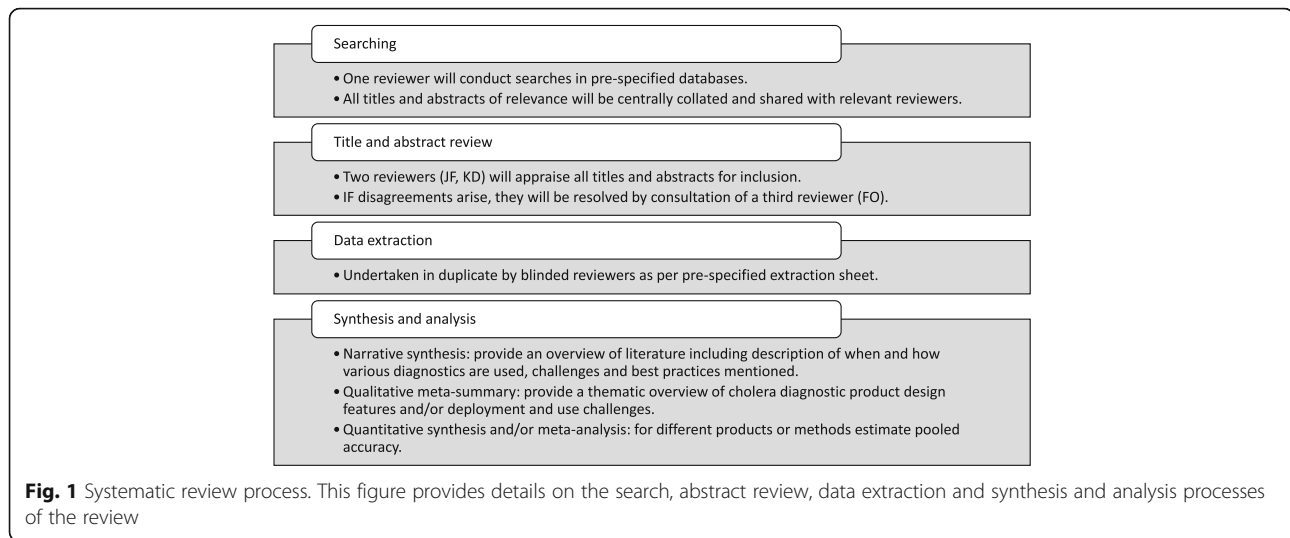 Searching
• One reviewer will conduct searches in pre-specified databases.
• All titles and abstracts of relevance will be centrally collated and shared with relevant reviewers.
Title and abstract review
• Two reviewers (JF, KD) will appraise all titles and abstracts for inclusion.
• IF disagreements arise, they will be resolved by consultation of a third reviewer (FO).
Data extraction
• Undertaken in duplicate by blinded reviewers as per pre-specified extraction sheet.
Synthesis and analysis
• Narrative synthesis: provide an overview of literature including description of when and how
various diagnostics are used, challenges and best practices mentioned.
• Qualitative meta-summary: provide a thematic overview of cholera diagnostic product design
features and/or deployment and use challenges.
• Quantitative synthesis and/or meta-analysis: for different products or methods estimate pooled
accuracy.
Fig. 1 Systematic review process. This figure provides details on the search, abstract review, data extraction and synthesis and analysis processes
of the review